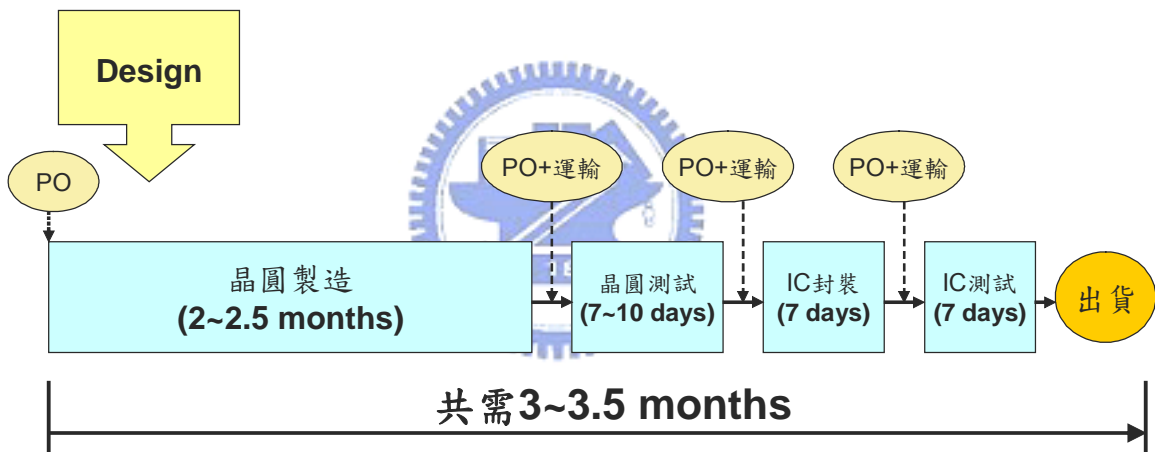 Design
PO
PO+運輸
PO+運輸
PO+運輸
晶圓製造
(2~2.5 months)
晶圓測試
(7~10 days)
IC封裝
(7 days)
IC測試
(7 days)
出貨
共需3~3.5 months